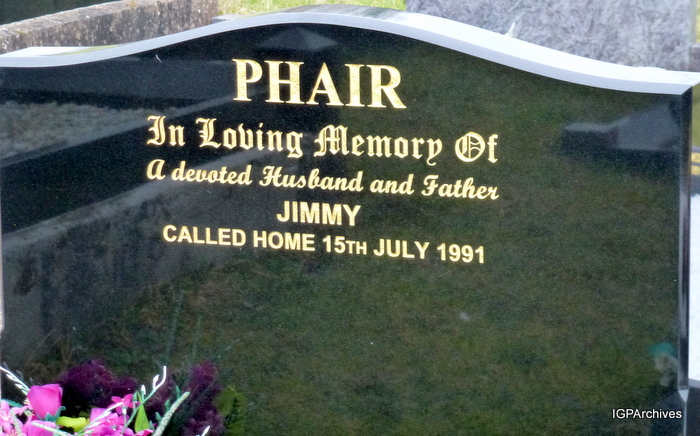 PHAIR
In Loving Memory Of
A devoted Husband and Father
JIMMY
CALLED HOME 15TH JULY 1991
IGPArchives